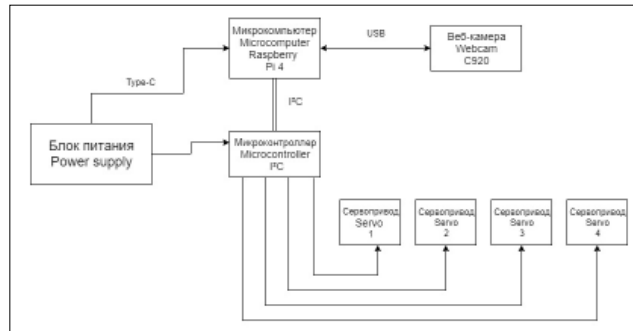 Микрокомпьютер
Microcomputer
Raspberry
Pi 4
USB
Веб-камера
Webcam
C920
Type-C
I²C
Блок питания
Power supply
Микроконтроллер
Microcontroller
I²C
Сервопривод
Servo
1
Сервопривод
Servo
2
Сервопривод
Servo
3
Сервопривод
Servo
4